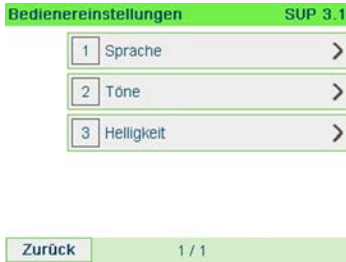 Bedienereinstellungen SUP 3.1
1 Sprache
2 Töne
3 Helligkeit
Zurück 1 / 1